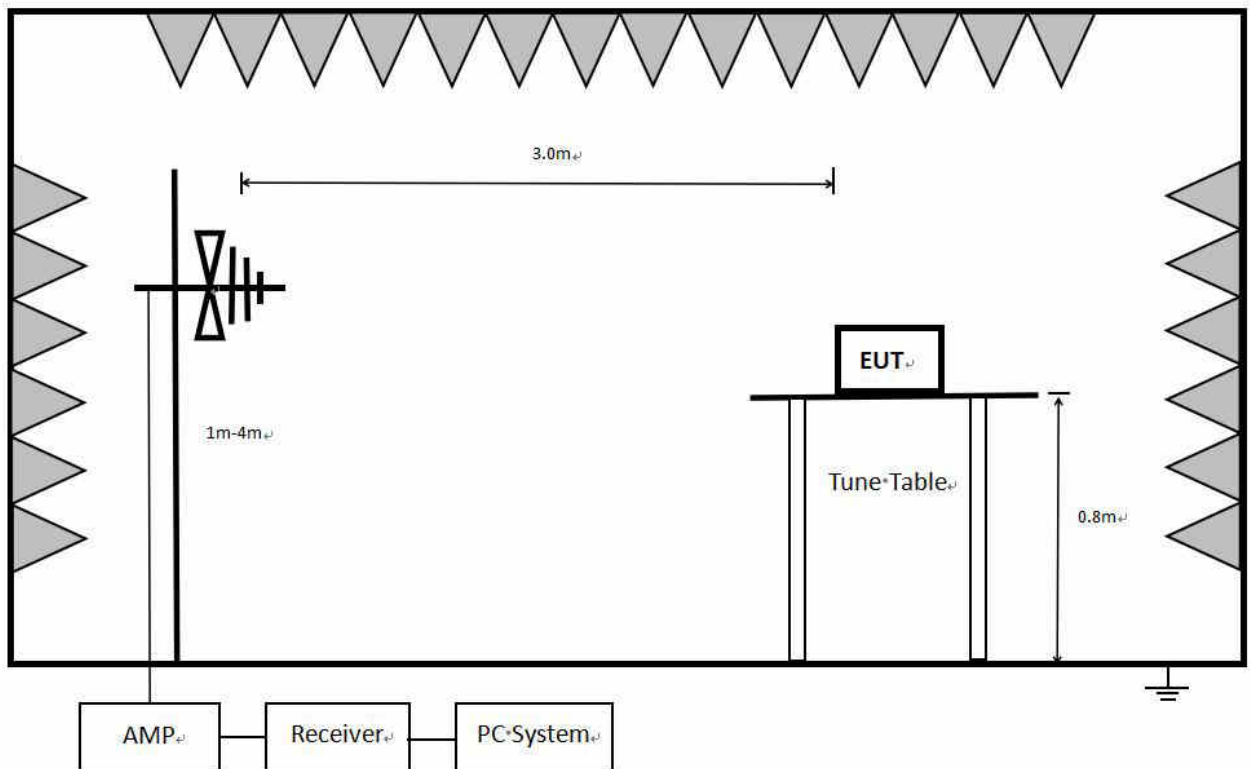 3.0m
EUT
1m-4m
Tune Table
0.8m
AMP
Receiver
PC System